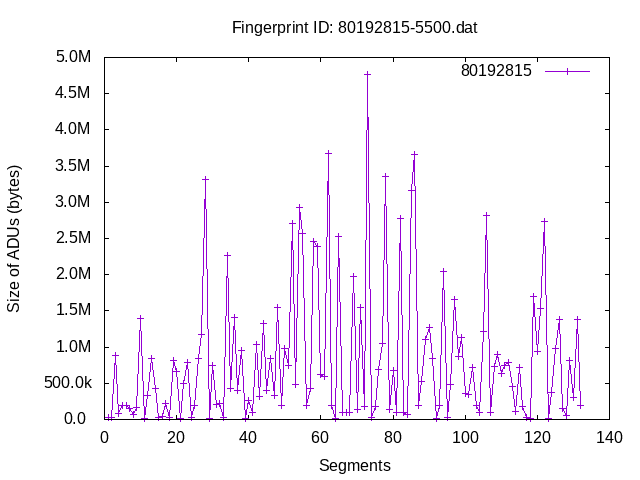 Fingerprint ID: 80192815-5500.dat
80192815
5.0M
4.5M
4.0M
3.5M
3.0M
2.5M
2.0M
1.5M
1.0M
500.0k
0.0
Size of ADUs (bytes)
0 20 40 60 80 100 120 140
Segments